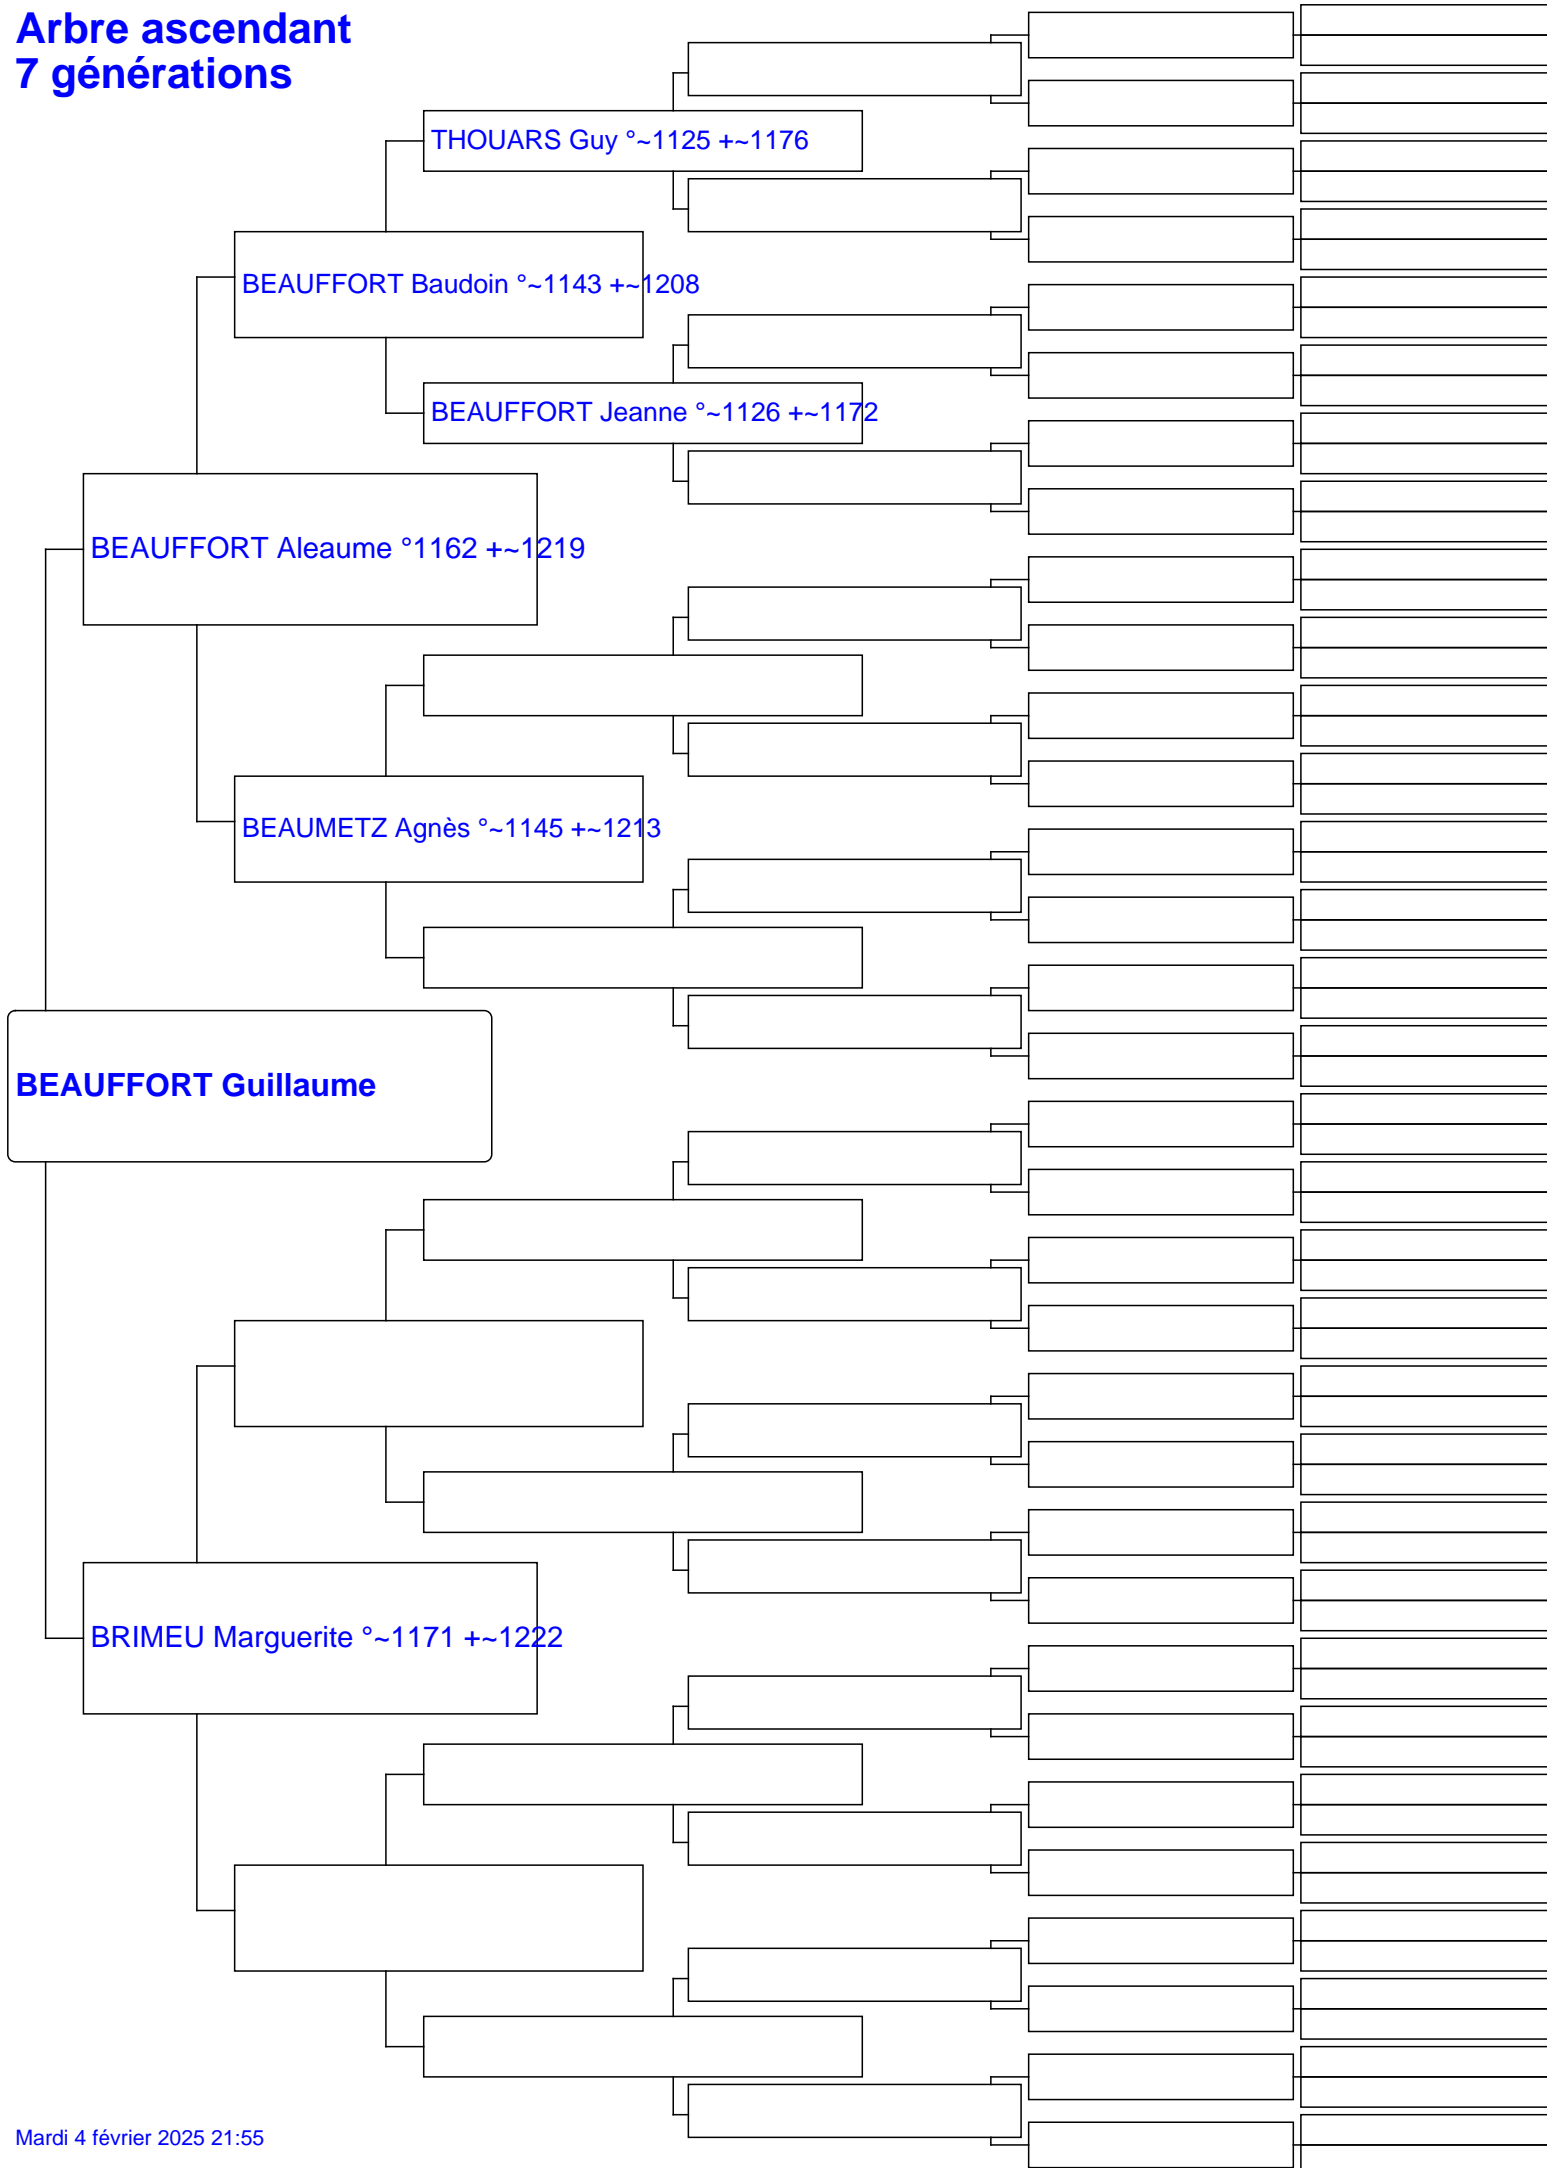 Arbre ascendant
7 générations
THOUARS Guy °~1125 +~1176
BEAUFFORT Baudoin °~1143 +~1208
BEAUFFORT Jeanne °~1126 +~1172
BEAUFFORT Aleaume °1162 +~1219
BEAUMETZ Agnès °~1145 +~1213
BEAUFFORT Guillaume
BRIMEU Marguerite °~1171 +~1222
Mardi 4 février 2025 21:55